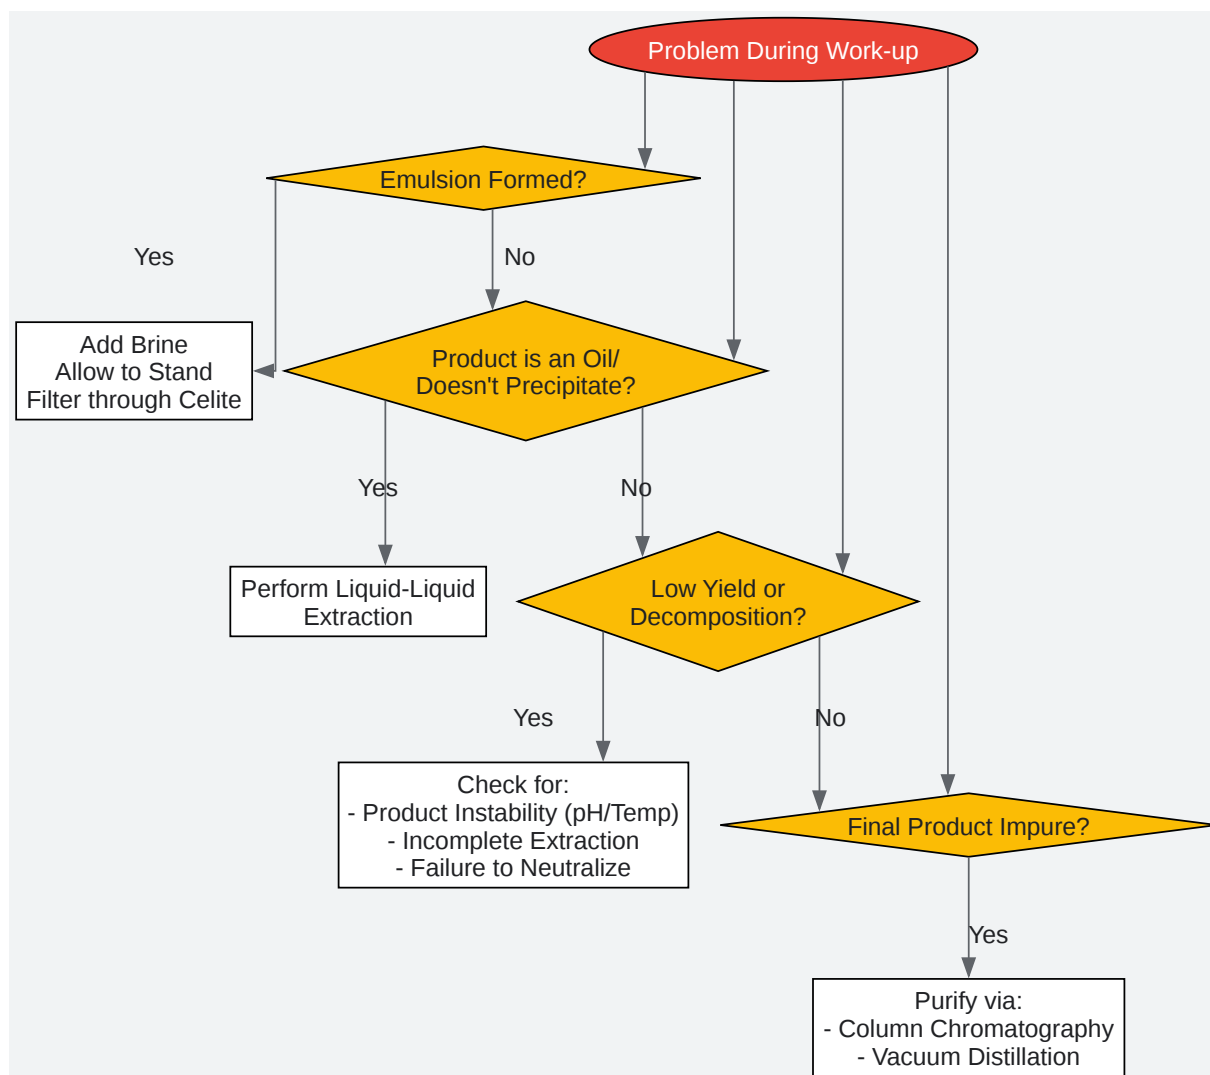 Problem During Work-up
Emulsion Formed?
Yes
No
Add Brine
Allow to Stand
Filter through Celite
Product is an Oil/
Doesn't Precipitate?
Yes
No
Perform Liquid-Liquid
Extraction
Low Yield or
Decomposition?
Yes
No
Check for:
- Product Instability (pH/Temp)
- Incomplete Extraction
- Failure to Neutralize
Final Product Impure?
Yes
Purify via:
- Column Chromatography
- Vacuum Distillation